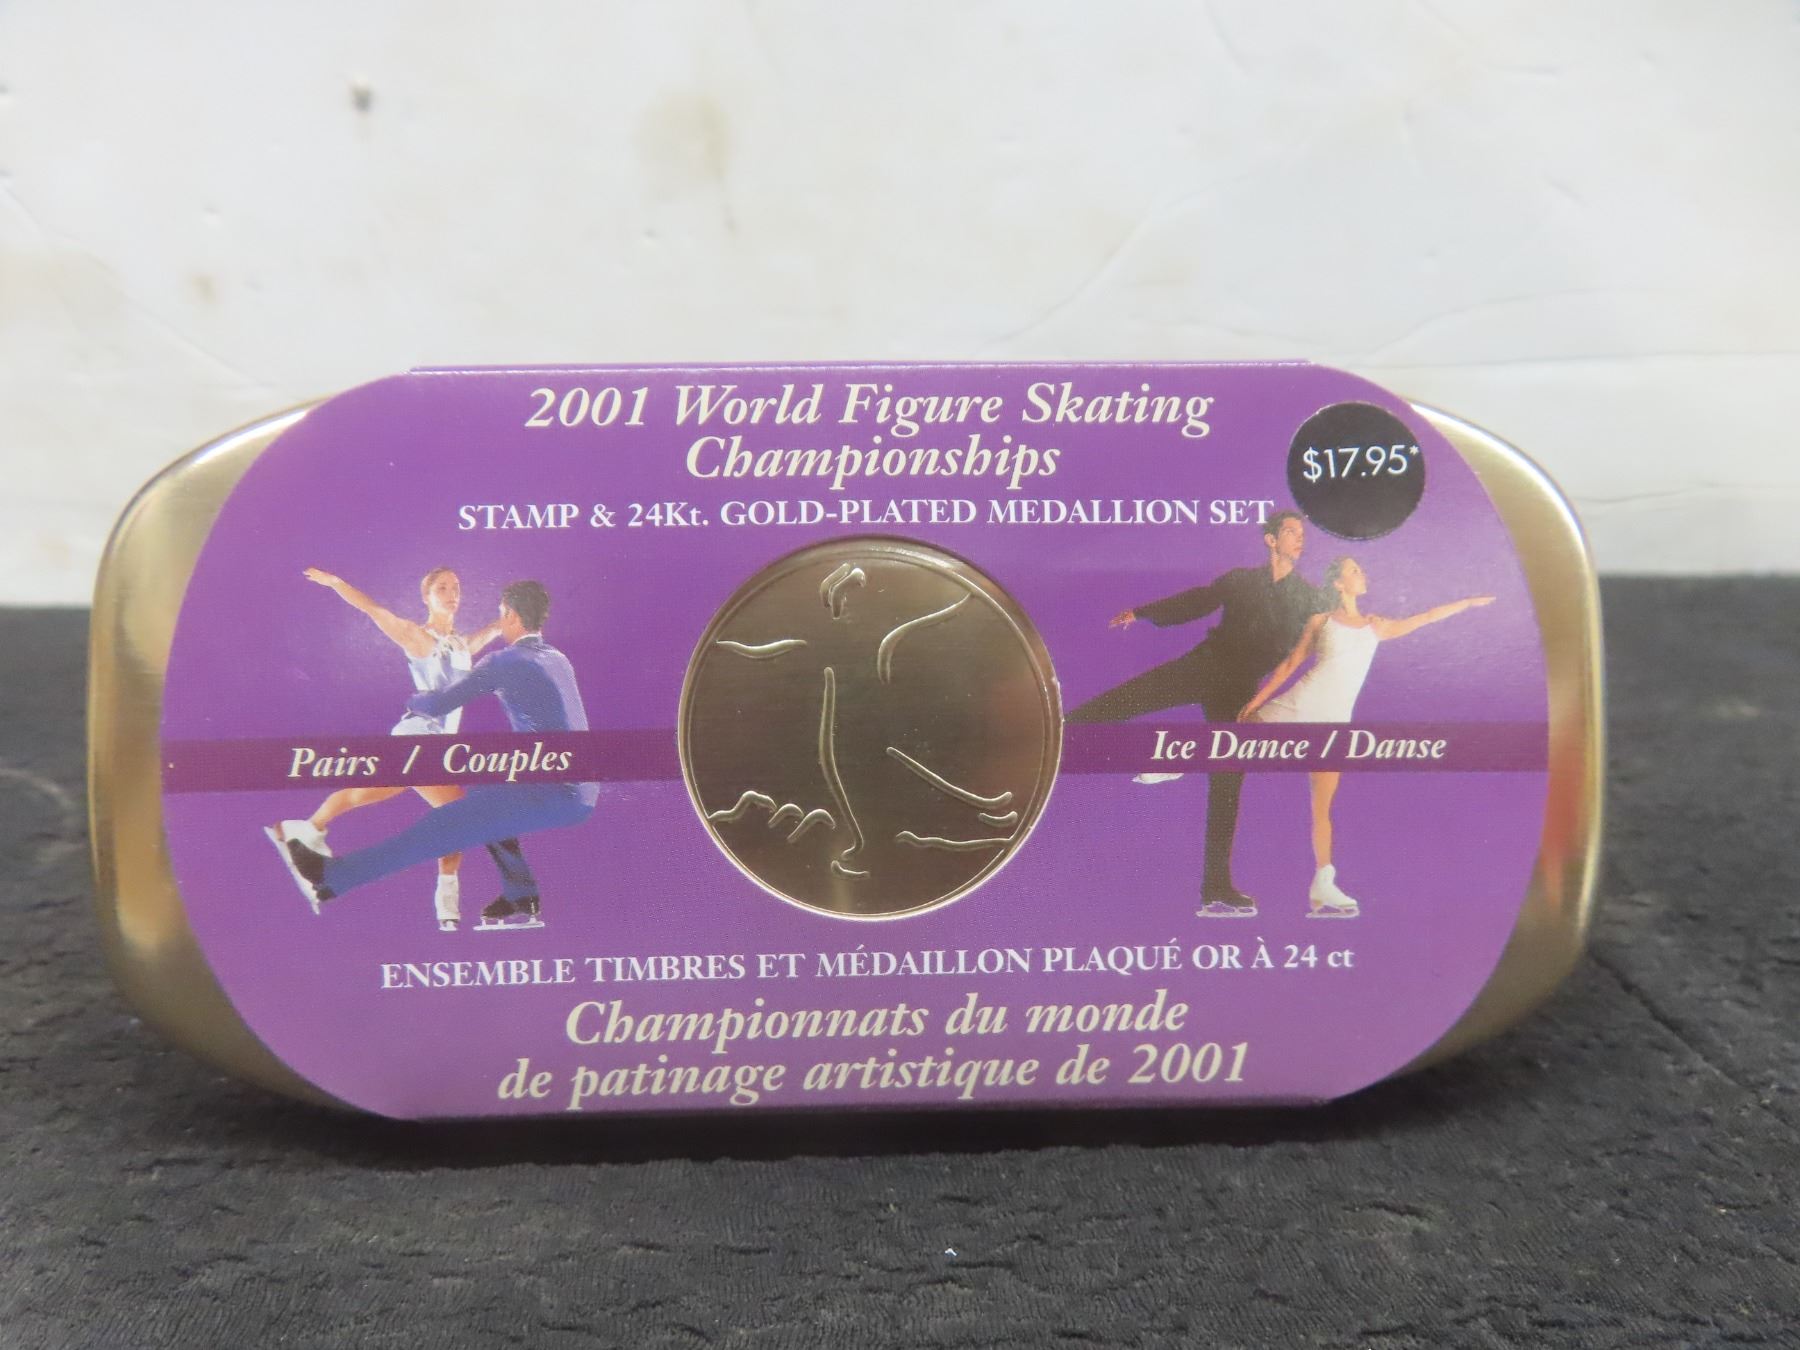 2001 World Figure Skating
Championships
STAMP & 24Kt. GOLD-PLATED MEDALLION SET
$17.95*
Pairs / Couples
Ice Dance / Danse
ENSEMBLE TIMBRES ET MÉDAILLON PLAQUÉ OR À 24 ct
Championnats du monde
de patinage artistique de 2001